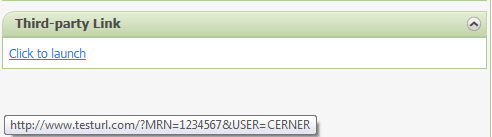 Third-party Link
Click to launch
http://www.testurl.com/?MRN=1234567&USER=CERNER